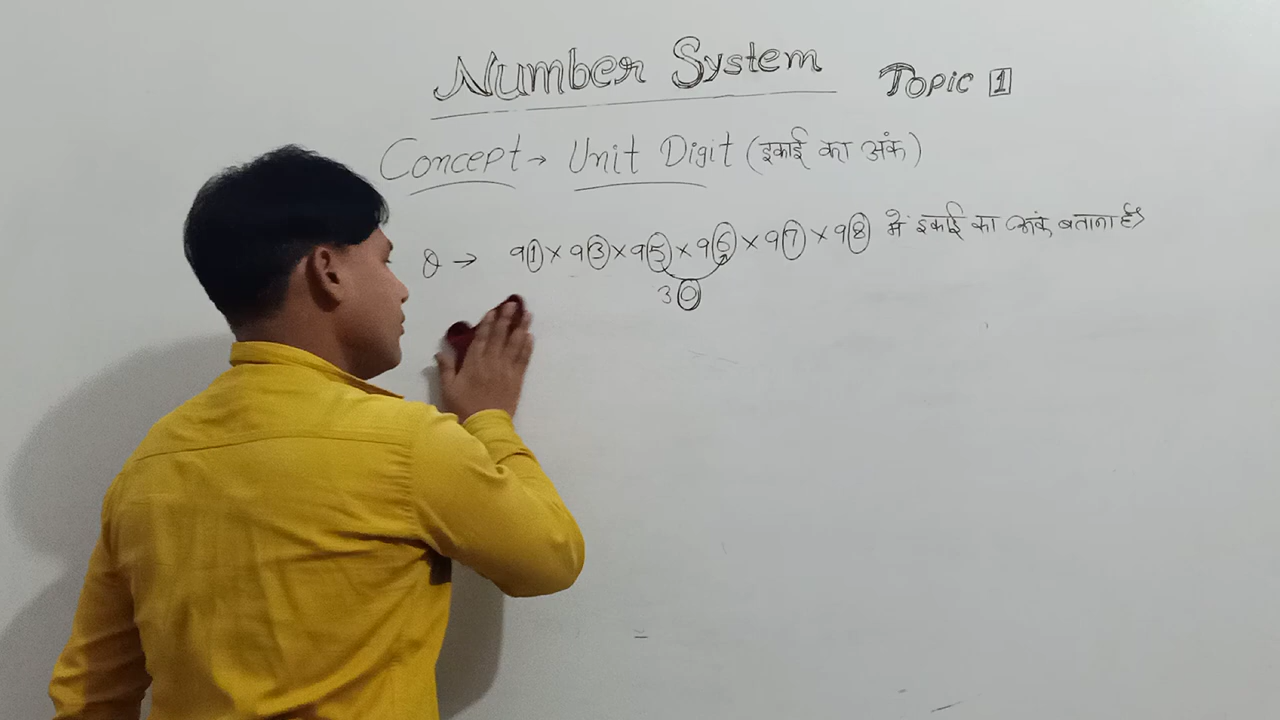 Number System Topic 1
Concept → Unit Digit (इकाई का अंक)
Q → 91 × 93 × 95 × 96 × 97 × 98 में इकाई का अंक बताना है?
30